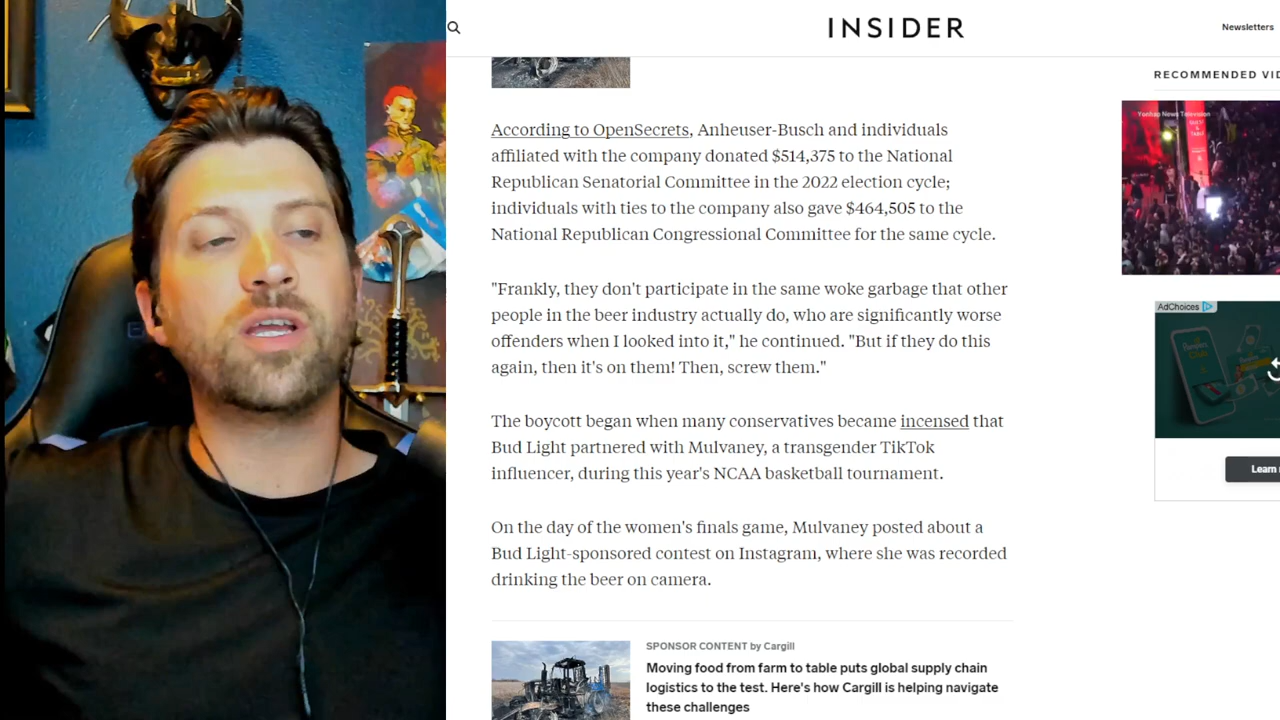 INSIDER
Newsletters
According to OpenSecrets, Anheuser-Busch and individuals
affiliated with the company donated $514,375 to the National
Republican Senatorial Committee in the 2022 election cycle;
individuals with ties to the company also gave $464,505 to the
National Republican Congressional Committee for the same cycle.
"Frankly, they don't participate in the same woke garbage that other
people in the beer industry actually do, who are significantly worse
offenders when I looked into it," he continued. "But if they do this
again, then it's on them! Then, screw them."
The boycott began when many conservatives became incensed that
Bud Light partnered with Mulvaney, a transgender TikTok
influencer, during this year's NCAA basketball tournament.
On the day of the women's finals game, Mulvaney posted about a
Bud Light-sponsored contest on Instagram, where she was recorded
drinking the beer on camera.
SPONSOR CONTENT by Cargill
Moving food from farm to table puts global supply chain
logistics to the test. Here's how Cargill is helping navigate
these challenges
RECOMMENDED VID
Yonhap News Television
AdChoices
Learn